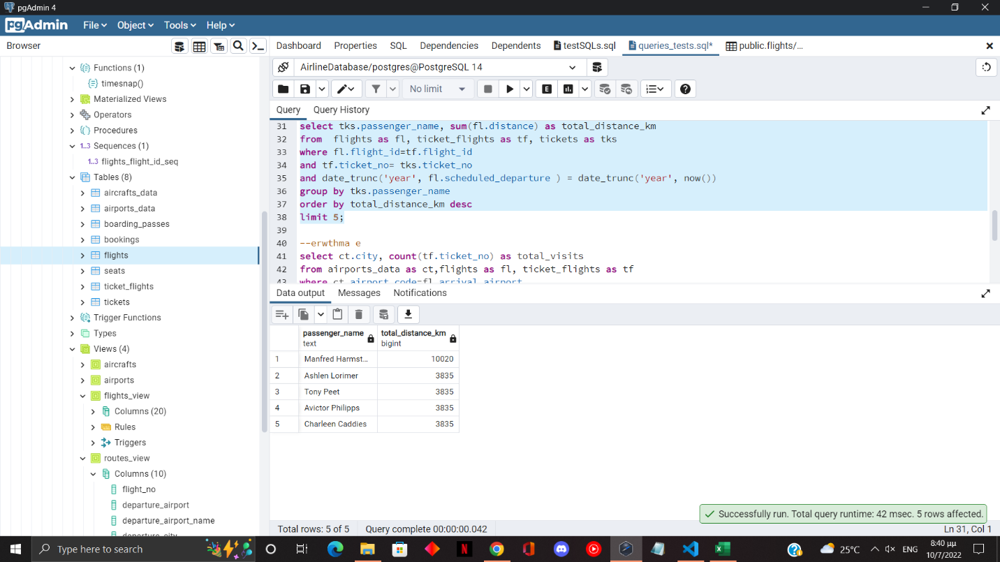 pgAdmin 4
pgAdmin File Object Tools Help
Browser
Dashboard Properties SQL Dependencies Dependents testSQLs.sql queries_tests.sql* public.flights/...
Functions (1)
timesnap()
Materialized Views
Operators
Procedures
1..3 Sequences (1)
1..3 flights_flight_id_seq
Tables (8)
aircrafts_data
airports_data
boarding_passes
bookings
flights
seats
ticket_flights
tickets
Trigger Functions
Types
Views (4)
aircrafts
airports
flights_view
Columns (20)
Rules
Triggers
routes_view
Columns (10)
flight_no
departure_airport
departure_airport_name
departure_city
AirlineDatabase/postgres@PostgreSQL 14
No limit
E
Query Query History
31 select tks.passenger_name, sum(fl.distance) as total_distance_km
32 from  flights as fl, ticket_flights as tf, tickets as tks
33 where fl.flight_id=tf.flight_id
34 and tf.ticket_no= tks.ticket_no
35 and date_trunc('year', fl.scheduled_departure ) = date_trunc('year', now())
36 group by tks.passenger_name
37 order by total_distance_km desc
38 limit 5;
39
40 --erwthma e
41 select ct.city, count(tf.ticket_no) as total_visits
42 from airports_data as ct,flights as fl, ticket_flights as tf
43 where ct.airport_code=fl.arrival_airport
Data output Messages Notifications
passenger_name total_distance_km
text bigint
1 Manfred Harmst... 10020
2 Ashlen Lorimer 3835
3 Tony Peet 3835
4 Avictor Philipps 3835
5 Charleen Caddies 3835
Successfully run. Total query runtime: 42 msec. 5 rows affected.
Total rows: 5 of 5 Query complete 00:00:00.042 Ln 31, Col 1
Type here to search
25°C ENG 8:40 μμ
10/7/2022